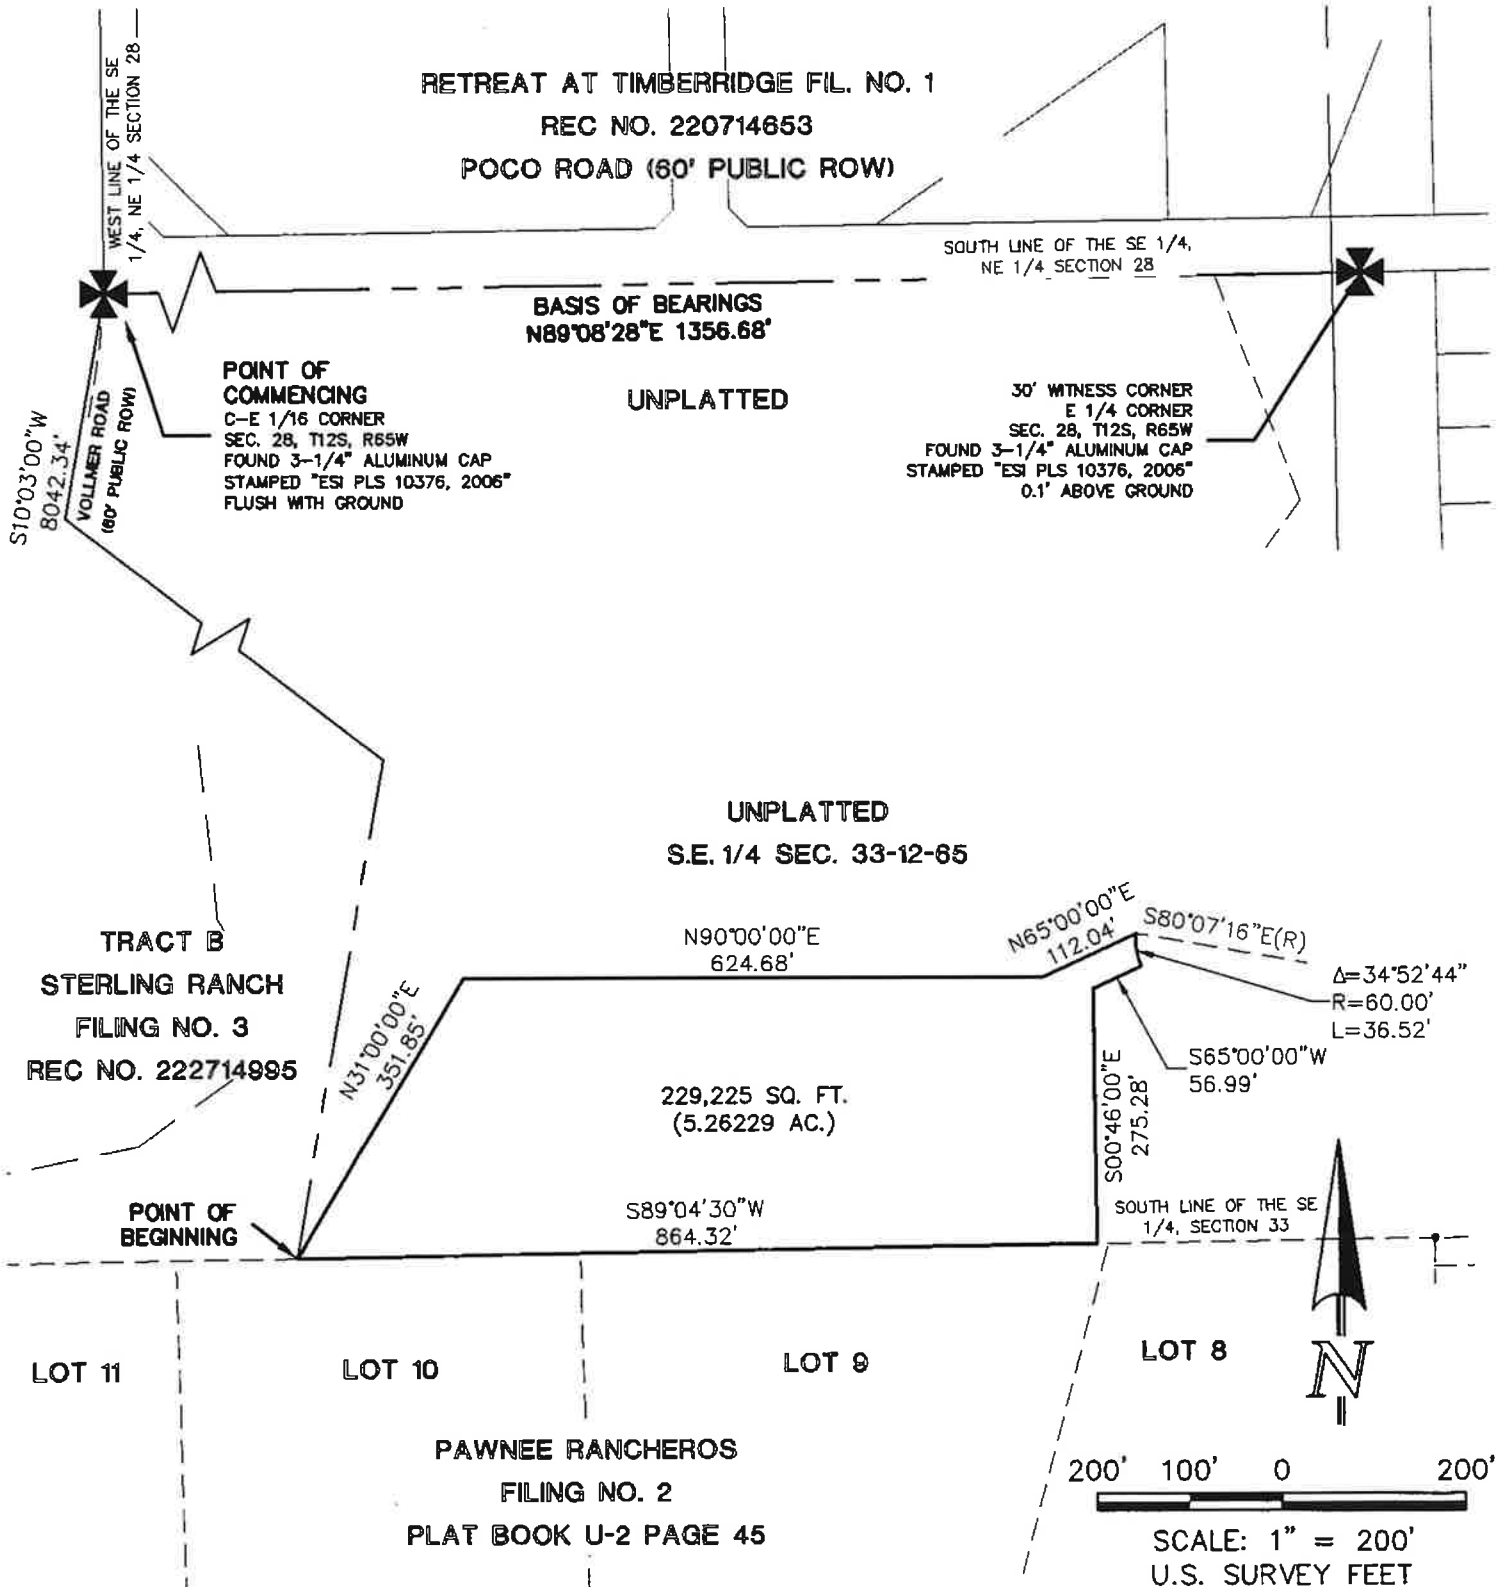 WEST LINE OF THE SE
1/4, NE 1/4 SECTION 28
RETREAT AT TIMBERRIDGE FIL. NO. 1
REC NO. 220714653
POCO ROAD (60' PUBLIC ROW)
SOUTH LINE OF THE SE 1/4,
NE 1/4 SECTION 28
BASIS OF BEARINGS
N89°08'28"E 1356.68'
POINT OF
COMMENCING
C-E 1/16 CORNER
SEC. 28, T12S, R65W
FOUND 3-1/4" ALUMINUM CAP
STAMPED "ESI PLS 10376, 2006"
FLUSH WITH GROUND
UNPLATTED
30' WITNESS CORNER
E 1/4 CORNER
SEC. 28, T12S, R65W
FOUND 3-1/4" ALUMINUM CAP
STAMPED "ESI PLS 10376, 2006"
0.1' ABOVE GROUND
S10°03'00"W
8042.34'
VOLLMER ROAD
(60' PUBLIC ROW)
UNPLATTED
S.E. 1/4 SEC. 33-12-65
TRACT B
STERLING RANCH
FILING NO. 3
REC NO. 222714995
N31°00'00"E
351.85'
N90°00'00"E
624.68'
N65°00'00"E
112.04'
S80°07'16"E(R)
Δ=34°52'44"
R=60.00'
L=36.52'
S65°00'00"W
56.99'
S00°46'00"E
275.28'
229,225 SQ. FT.
(5.26229 AC.)
POINT OF
BEGINNING
S89°04'30"W
864.32'
SOUTH LINE OF THE SE
1/4, SECTION 33
LOT 11
LOT 10
LOT 9
LOT 8
N
PAWNEE RANCHEROS
FILING NO. 2
PLAT BOOK U-2 PAGE 45
200' 100' 0 200'
SCALE: 1" = 200'
U.S. SURVEY FEET